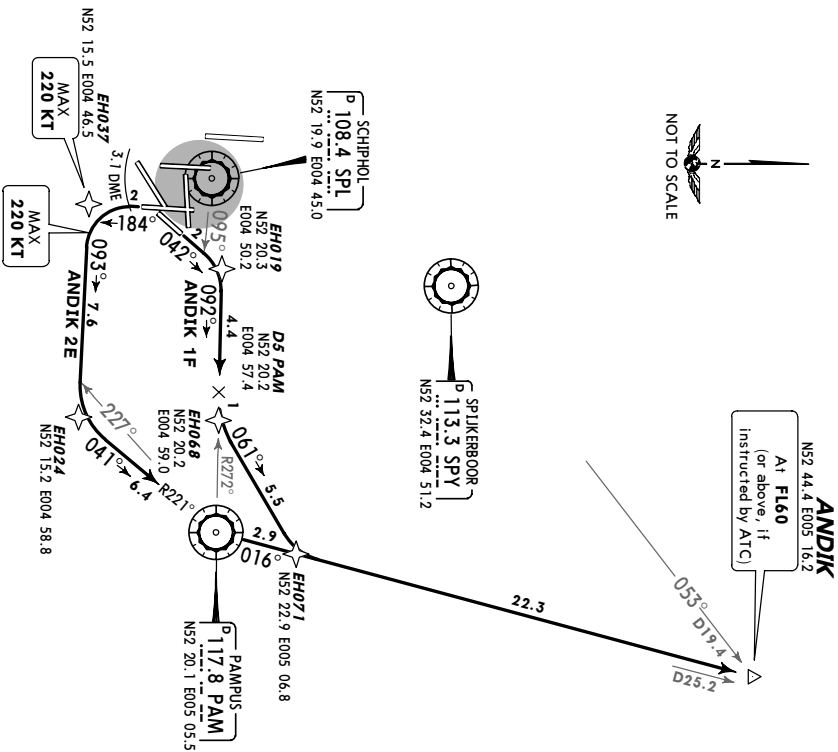 ANDIK
N52 44.4 E005 16.2
At FL60
(or above, if
instructed by ATC)
NOT TO SCALE
N
053°
D19.4
D25.2
22.3
SPIJKERBOOR
D 113.3 SPY
N52 32.4 E004 51.2
SCHIPHOL
D 108.4 SPL
N52 19.9 E004 45.0
EH019
N52 20.3
E004 50.2
095°
2
042°
092°
4.4
ANDIK 1F
D5 PAM
N52 20.2
E004 57.4
1
EH068
N52 20.2
E004 59.0
061°
5.5
R272°
EH071
N52 22.9 E005 06.8
2.9
016°
PAMPUS
D 117.8 PAM
N52 20.1 E005 05.5
R221°
3.1 DME
2
184°
EH037
N52 15.5 E004 46.5
MAX
220 KT
MAX
220 KT
093°
7.6
ANDIK 2E
227°
041°
6.4
EH024
N52 15.2 E004 58.8